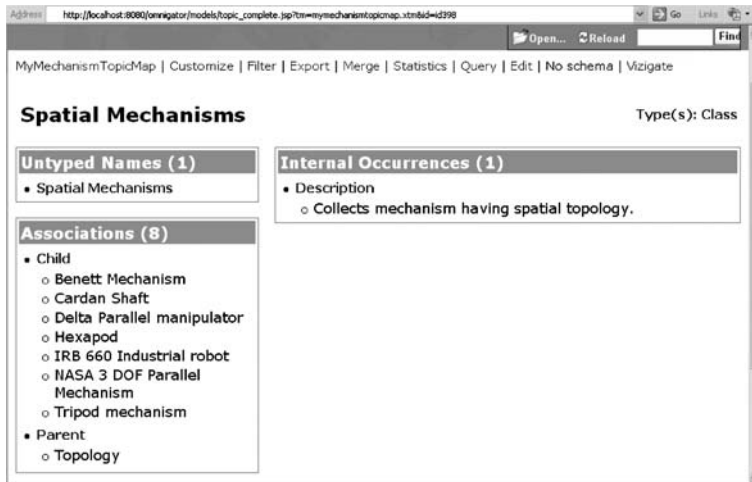 Address http://localhost:8080/omnigator/models/topic_complete.jsp?tm=mymechanismtopicmap.xtm&id=id398 Go Links
Open... Reload Find
MyMechanismTopicMap | Customize | Filter | Export | Merge | Statistics | Query | Edit | No schema | Vizigate
Spatial Mechanisms
Type(s): Class
Untyped Names (1)
• Spatial Mechanisms
Associations (8)
• Child
o Benett Mechanism
o Cardan Shaft
o Delta Parallel manipulator
o Hexapod
o IRB 660 Industrial robot
o NASA 3 DOF Parallel
Mechanism
o Tripod mechanism
• Parent
o Topology
Internal Occurrences (1)
• Description
o Collects mechanism having spatial topology.